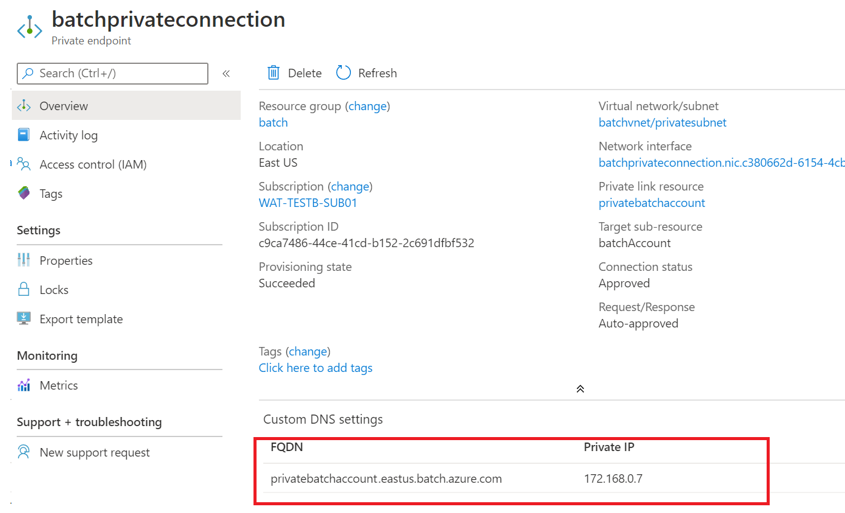 batchprivateconnection
Private endpoint
Search (Ctrl+/)
«
Delete
Refresh
Overview
Activity log
Access control (IAM)
Tags
Settings
Properties
Locks
Export template
Monitoring
Metrics
Support + troubleshooting
New support request
Resource group (change)
batch
Location
East US
Subscription (change)
WAT-TESTB-SUB01
Subscription ID
c9ca7486-44ce-41cd-b152-2c691dfbf532
Provisioning state
Succeeded
Virtual network/subnet
batchvnet/privatesubnet
Network interface
batchprivateconnection.nic.c380662d-6154-4cb
Private link resource
privatebatchaccount
Target sub-resource
batchAccount
Connection status
Approved
Request/Response
Auto-approved
Tags (change)
Click here to add tags
Custom DNS settings
FQDN Private IP
privatebatchaccount.eastus.batch.azure.com 172.168.0.7